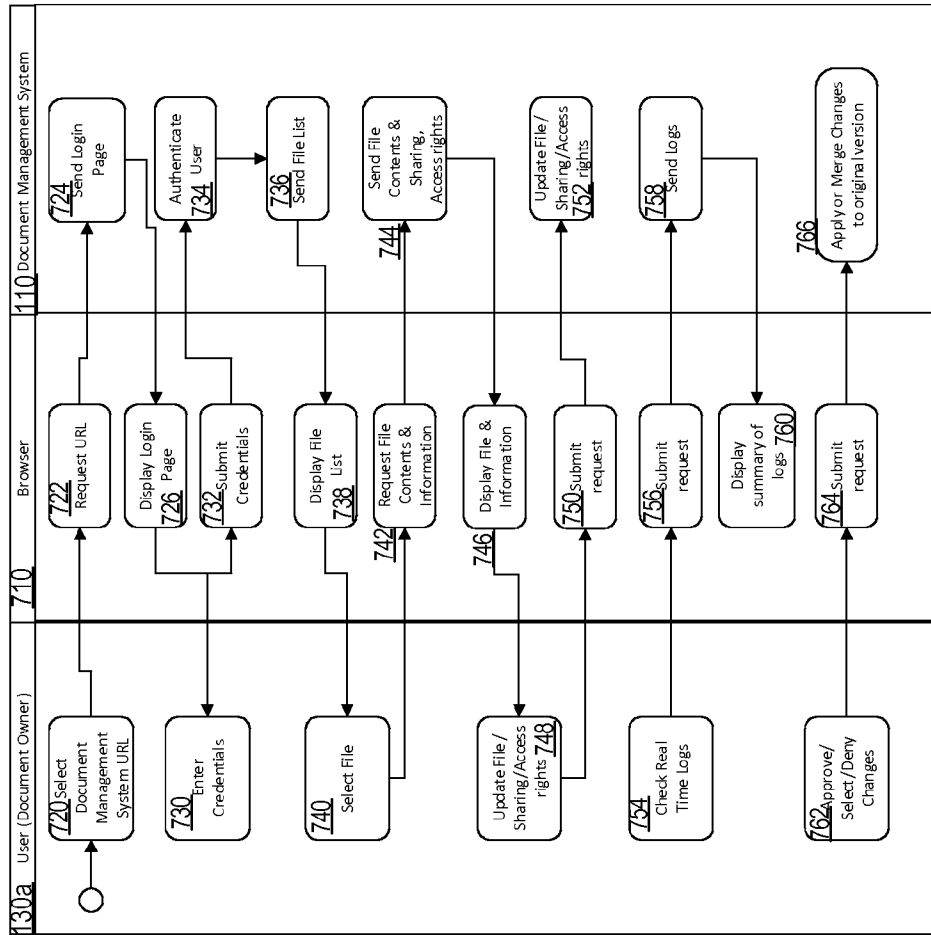 130a User (Document Owner)
720 Select
Document
Management
System URL
730 Enter
Credentials
740
Select File
Update File/
Sharing/Access
rights 748
754
Check Real
Time Logs
762 Approve/
Select/Deny
Changes
710 Browser
722
Request URL
Display Login
Page
726
732 Submit
Credentials
Display File
List
738
Request File
Contents &
Information
742
Display File &
Information
746
750 Submit
request
756 Submit
request
Display
summary of
logs 760
764 Submit
request
110 Document Management System
724 Send Login
Page
Authenticate
User
734
736
Send File List
Send File
Contents &
Sharing,
Access rights
744
Update File/
Sharing/Access
752 rights
758
Send Logs
766
Apply or Merge Changes
to original version